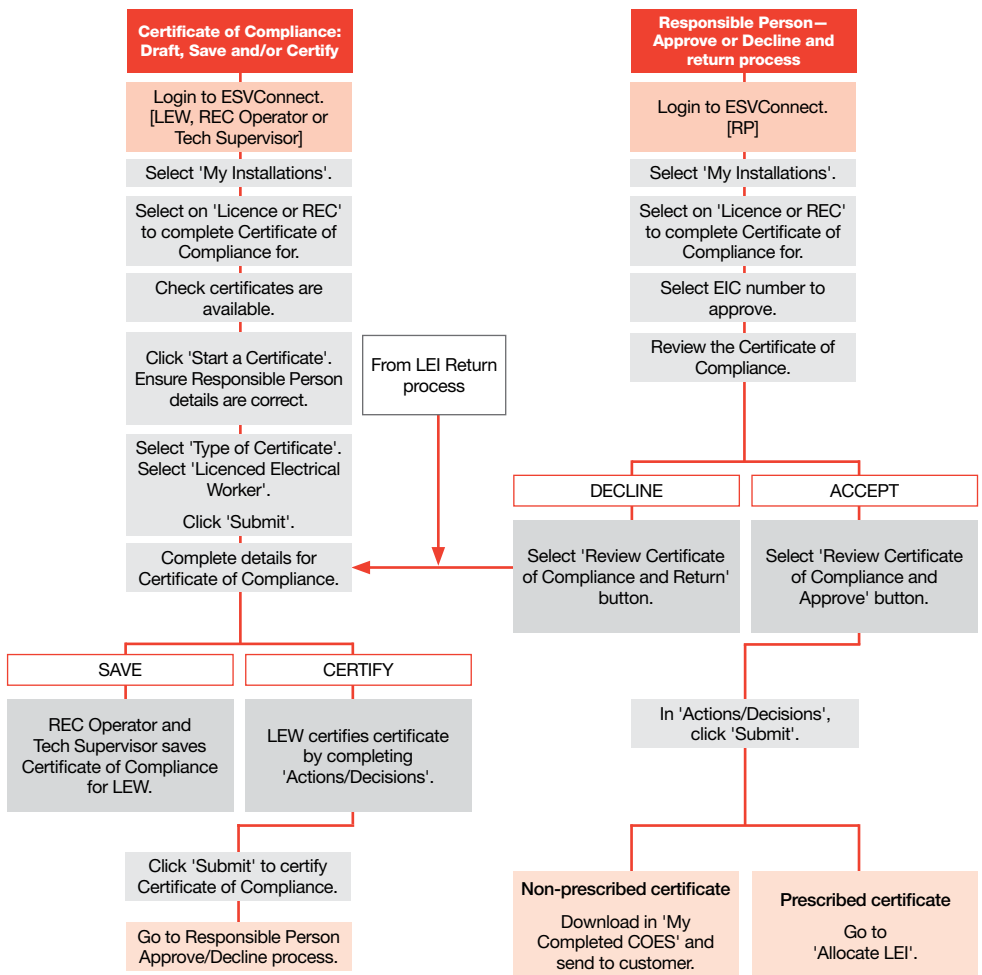 Certificate of Compliance:
Draft, Save and/or Certify
Login to ESVConnect.
[LEW, REC Operator or
Tech Supervisor]
Select 'My Installations'.
Select on 'Licence or REC'
to complete Certificate of
Compliance for.
Check certificates are
available.
Click 'Start a Certificate'.
Ensure Responsible Person
details are correct.
Select 'Type of Certificate'.
Select 'Licenced Electrical
Worker'.
Click 'Submit'.
Complete details for
Certificate of Compliance.
From LEI Return
process
SAVE
REC Operator and
Tech Supervisor saves
Certificate of Compliance
for LEW.
CERTIFY
LEW certifies certificate
by completing
'Actions/Decisions'.
Click 'Submit' to certify
Certificate of Compliance.
Go to Responsible Person
Approve/Decline process.
Responsible Person—
Approve or Decline and
return process
Login to ESVConnect.
[RP]
Select 'My Installations'.
Select on 'Licence or REC'
to complete Certificate of
Compliance for.
Select EIC number to
approve.
Review the Certificate of
Compliance.
DECLINE
Select 'Review Certificate
of Compliance and Return'
button.
ACCEPT
Select 'Review Certificate
of Compliance and
Approve' button.
In 'Actions/Decisions',
click 'Submit'.
Non-prescribed certificate
Download in 'My
Completed COES' and
send to customer.
Prescribed certificate
Go to
'Allocate LEI'.